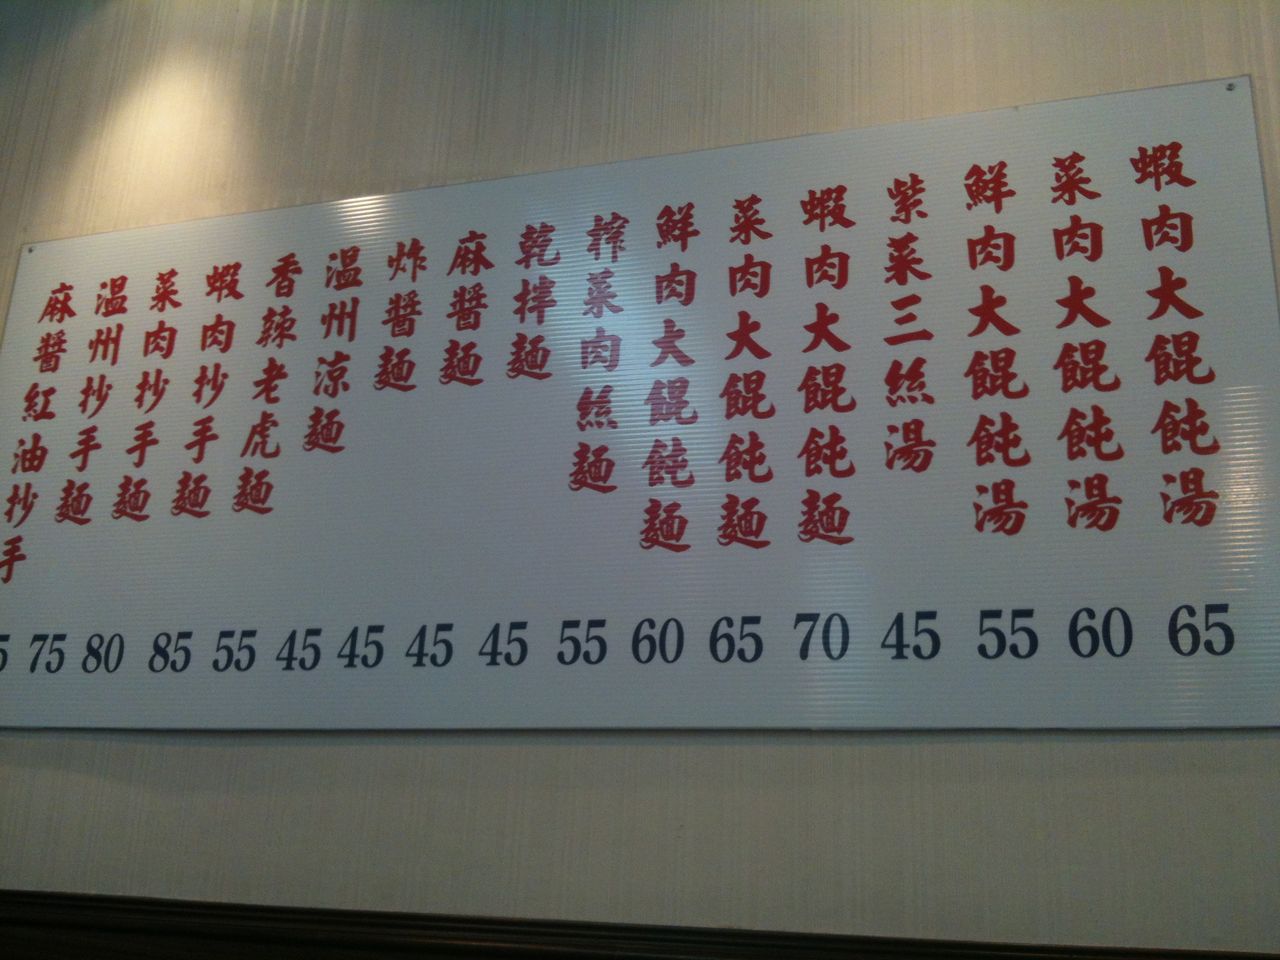 蝦肉大餛飩湯
65
菜肉大餛飩湯
60
鮮肉大餛飩湯
55
紫菜三絲湯
45
蝦肉大餛飩麵
70
菜肉大餛飩麵
65
鮮肉大餛飩麵
60
榨菜肉絲麵
55
乾拌麵
45
麻醬麵
45
炸醬麵
45
温州涼麵
45
香辣老虎麵
55
蝦肉抄手麵
85
菜肉抄手麵
80
温州抄手麵
75
麻醬紅油抄手